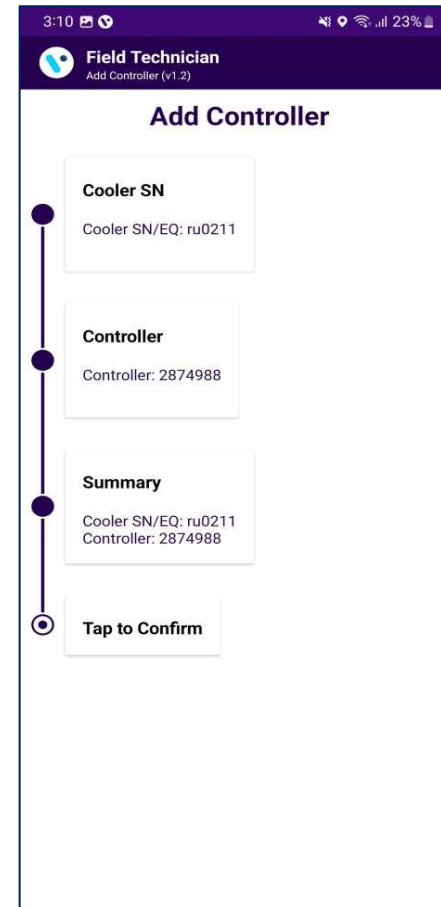 3:10 23%
Field Technician
Add Controller (v1.2)
Add Controller
Cooler SN
Cooler SN/EQ: ru0211
Controller
Controller: 2874988
Summary
Cooler SN/EQ: ru0211
Controller: 2874988
Tap to Confirm